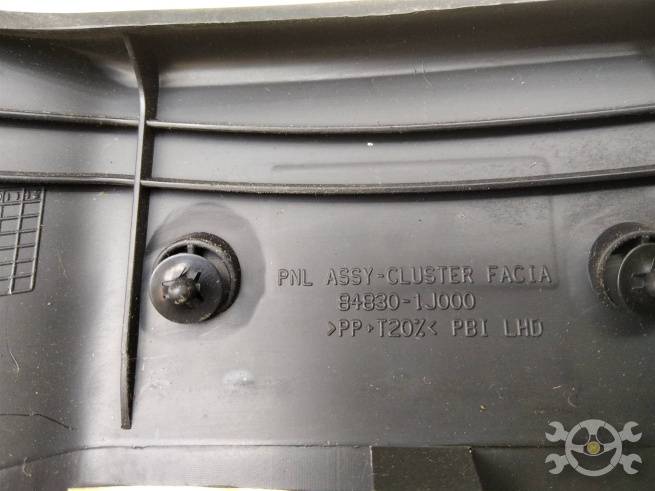 PNL ASSY-CLUSTER FACIA
84830-1J000
>PP+T20%< PBI LHD